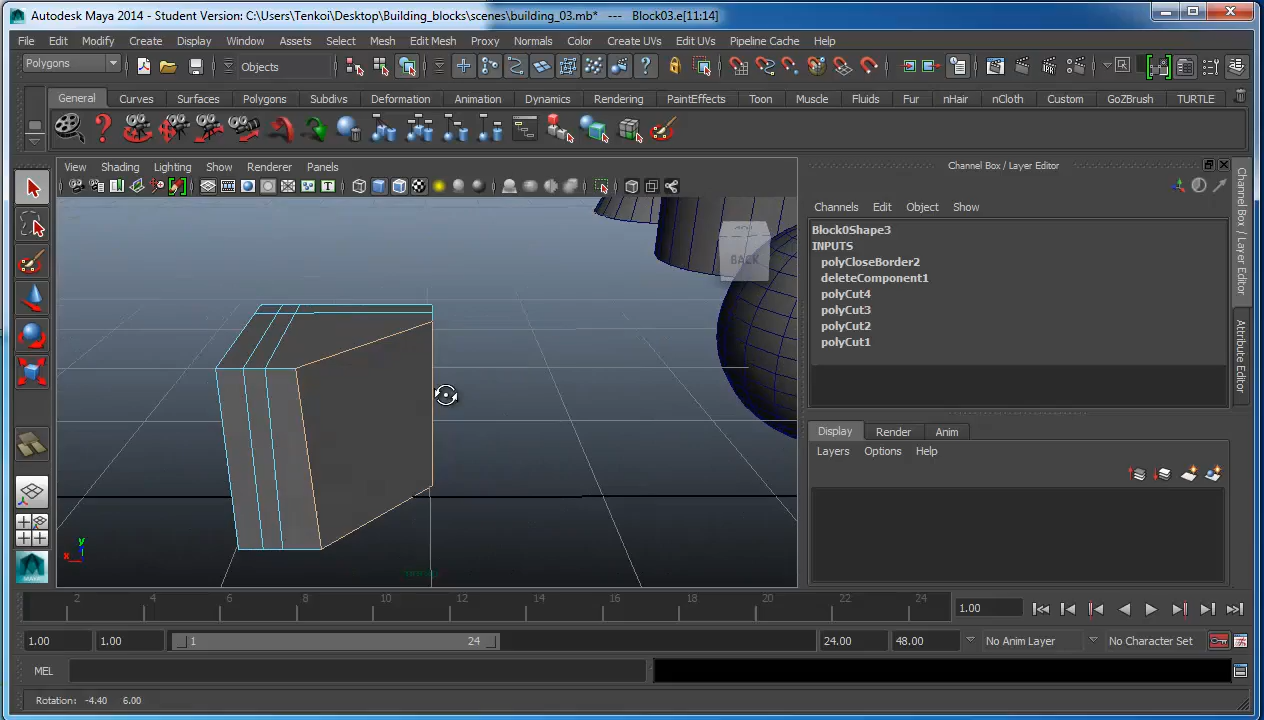 Autodesk Maya 2014 - Student Version: C:\Users\Tenkoi\Desktop\Building_blocks\scenes\building_03.mb* --- Block03.e[11:14]
File Edit Modify Create Display Window Assets Select Mesh Edit Mesh Proxy Normals Color Create UVs Edit UVs Pipeline Cache Help
Polygons Objects
General Curves Surfaces Polygons Subdivs Deformation Animation Dynamics Rendering PaintEffects Toon Muscle Fluids Fur nHair nCloth Custom GoZBrush TURTLE
View Shading Lighting Show Renderer Panels
Channel Box / Layer Editor
Channels Edit Object Show
Block0Shape3
INPUTS
polyCloseBorder2
deleteComponent1
polyCut4
polyCut3
polyCut2
polyCut1
Channel Box / Layer Editor
Attribute Editor
BACK
Display Render Anim
Layers Options Help
y
x
2 4 6 8 10 12 14 16 18 20 22 24 1.00
1.00 1.00 1 24 24.00 48.00 No Anim Layer No Character Set
MEL
Rotation: -4.40 6.00